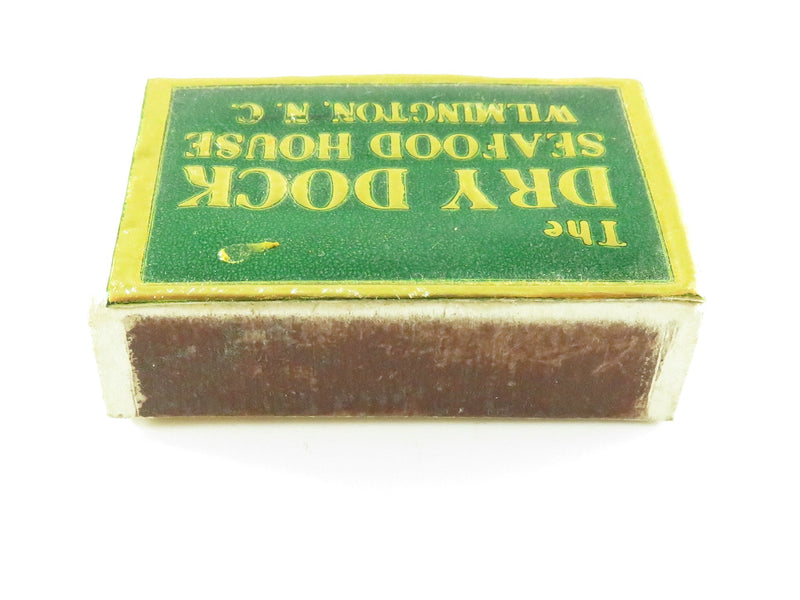 The
DRY DOCK
SEAFOOD HOUSE
WILMINGTON, N. C.